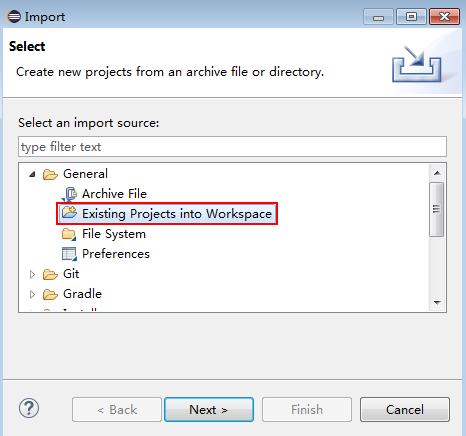 Import
Select
Create new projects from an archive file or directory.
Select an import source:
type filter text
General
Archive File
Existing Projects into Workspace
File System
Preferences
Git
Gradle
< Back
Next >
Finish
Cancel